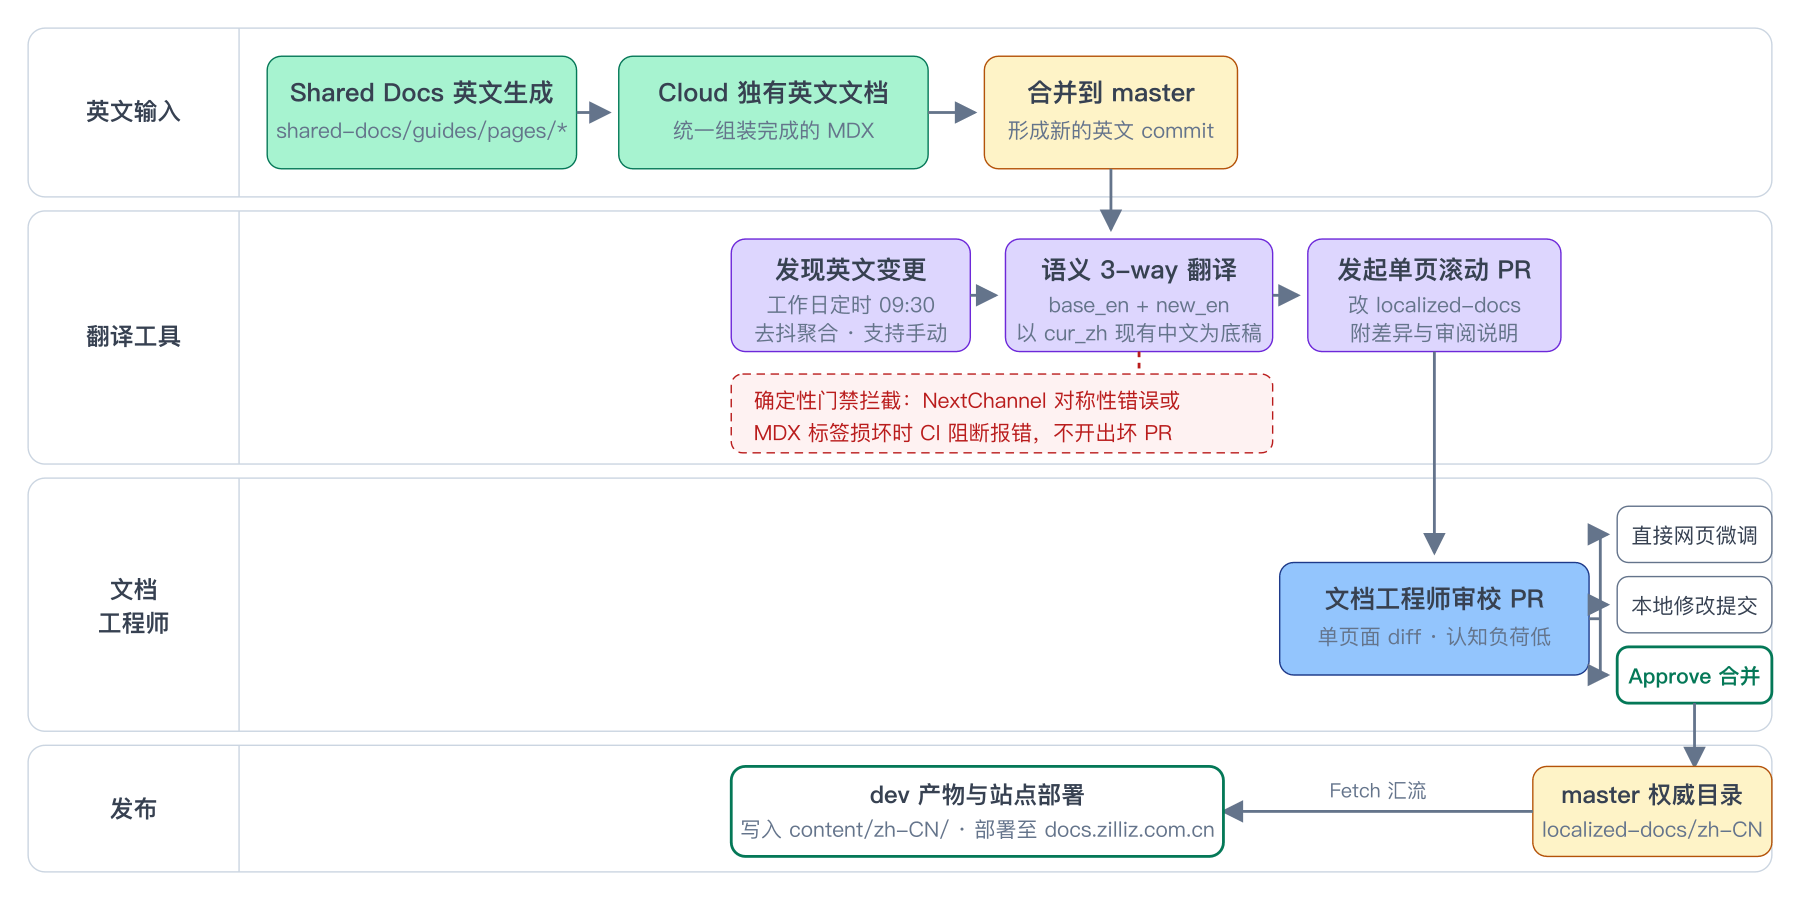 英文输入
Shared Docs 英文生成
shared-docs/guides/pages/*
Cloud 独有英文文档
统一组装完成的 MDX
合并到 master
形成新的英文 commit
翻译工具
发现英文变更
工作日定时 09:30
去抖聚合 · 支持手动
语义 3-way 翻译
base_en + new_en
以 cur_zh 现有中文为底稿
发起单页滚动 PR
改 localized-docs
附差异与审阅说明
确定性门禁拦截：NextChannel 对称性错误或
MDX 标签损坏时 CI 阻断报错，不开出坏 PR
文档
工程师
文档工程师审校 PR
单页面 diff · 认知负荷低
直接网页微调
本地修改提交
Approve 合并
发布
dev 产物与站点部署
写入 content/zh-CN/ · 部署至 docs.zilliz.com.cn
Fetch 汇流
master 权威目录
localized-docs/zh-CN